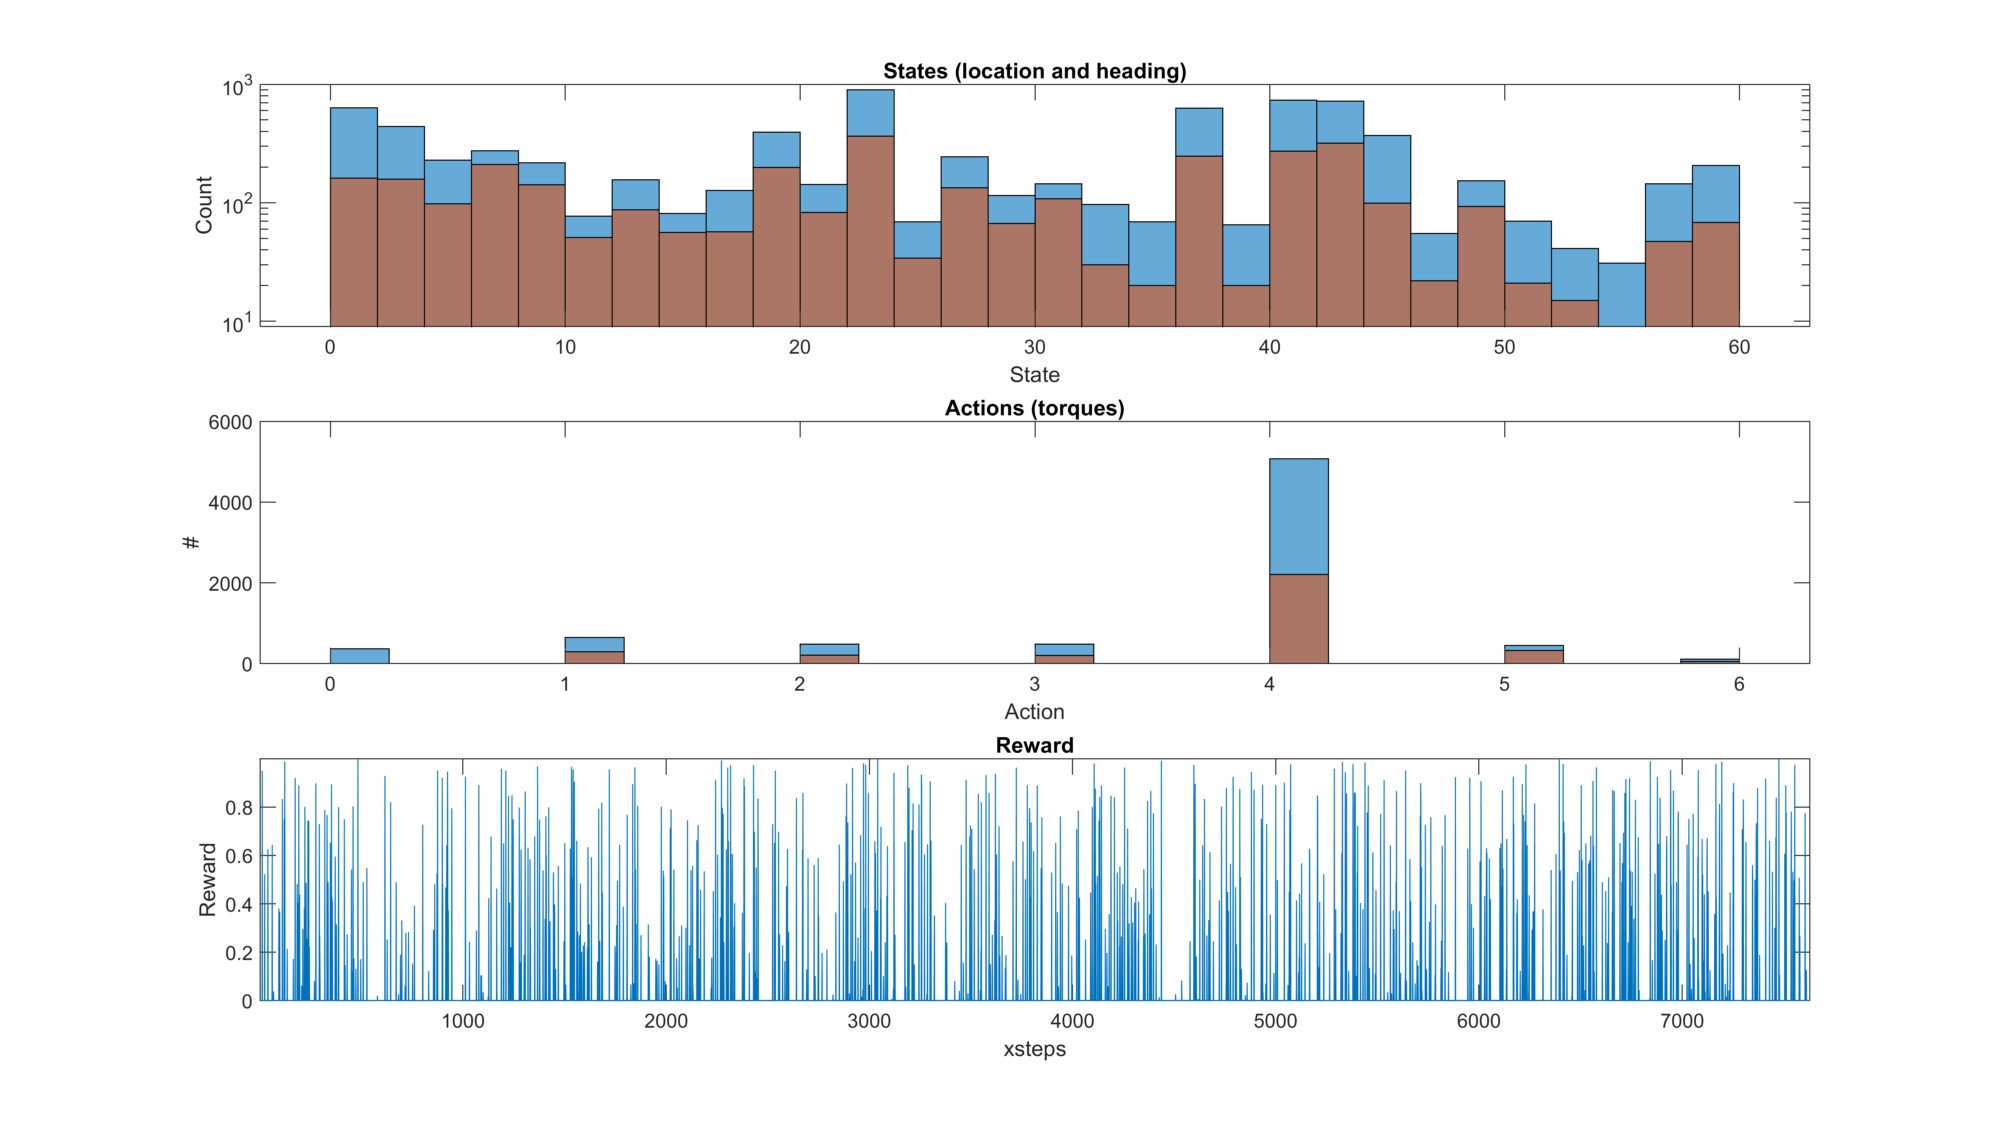 States (location and heading)
10^3
10^2
10^1
Count
0 10 20 30 40 50 60
State
Actions (torques)
6000
4000
2000
0
#
0 1 2 3 4 5 6
Action
Reward
0.8
0.6
0.4
0.2
0
Reward
1000 2000 3000 4000 5000 6000 7000
xsteps